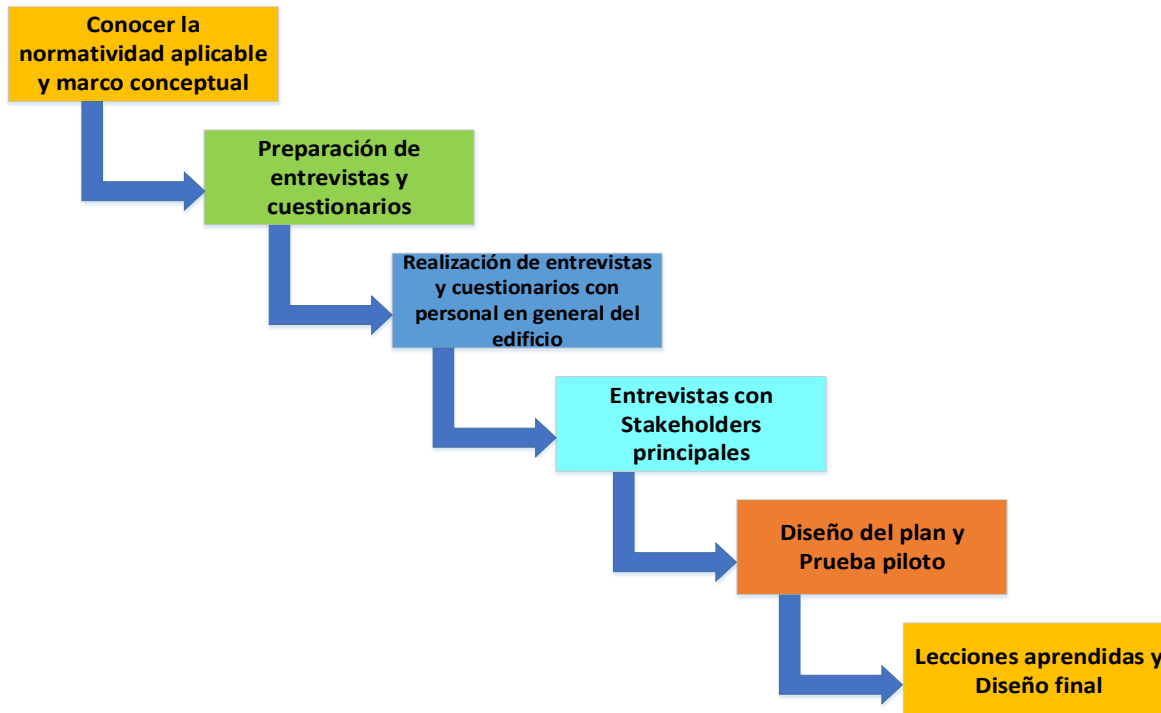 Conocer la
normatividad aplicable
y marco conceptual
Preparación de
entrevistas y
cuestionarios
Realización de entrevistas
y cuestionarios con
personal en general del
edificio
Entrevistas con
Stakeholders
principales
Diseño del plan y
Prueba piloto
Lecciones aprendidas y
Diseño final